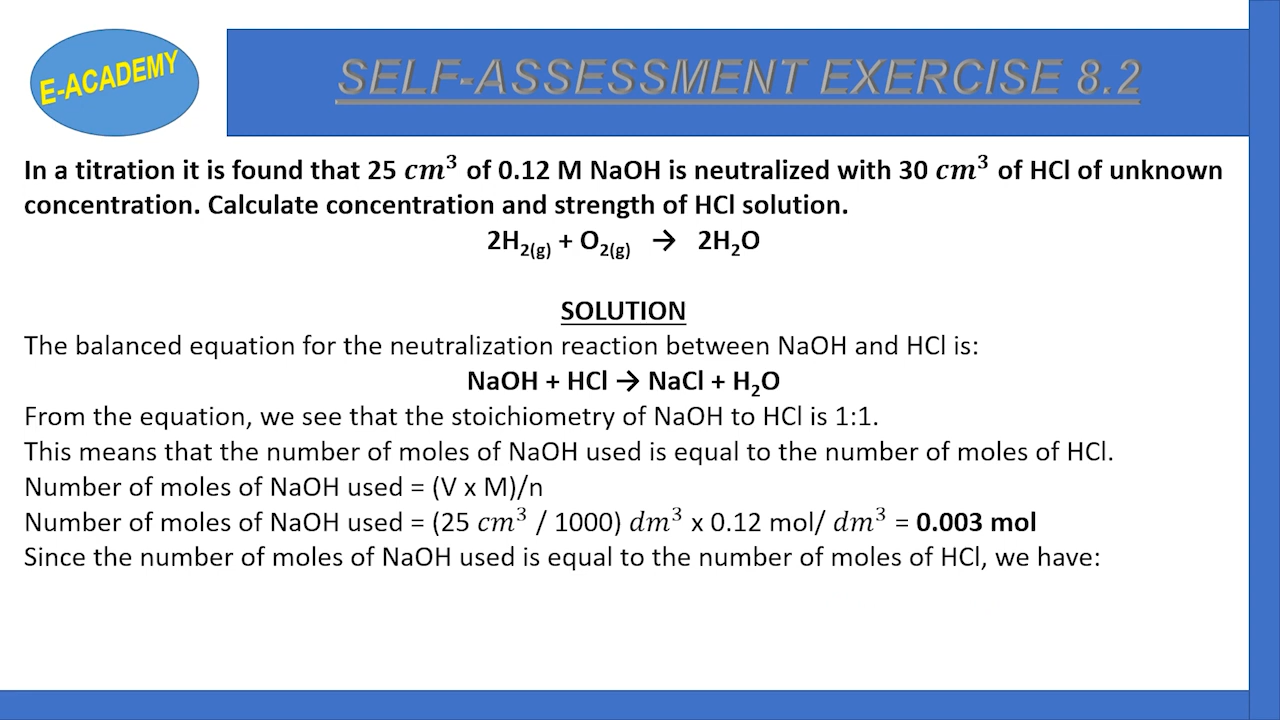 E-ACADEMY
SELF-ASSESSMENT EXERCISE 8.2
In a titration it is found that 25 cm³ of 0.12 M NaOH is neutralized with 30 cm³ of HCl of unknown
concentration. Calculate concentration and strength of HCl solution.
2H₂(g) + O₂(g) → 2H₂O
SOLUTION
The balanced equation for the neutralization reaction between NaOH and HCl is:
NaOH + HCl → NaCl + H₂O
From the equation, we see that the stoichiometry of NaOH to HCl is 1:1.
This means that the number of moles of NaOH used is equal to the number of moles of HCl.
Number of moles of NaOH used = (V x M)/n
Number of moles of NaOH used = (25 cm³ / 1000) dm³ x 0.12 mol/ dm³ = 0.003 mol
Since the number of moles of NaOH used is equal to the number of moles of HCl, we have: